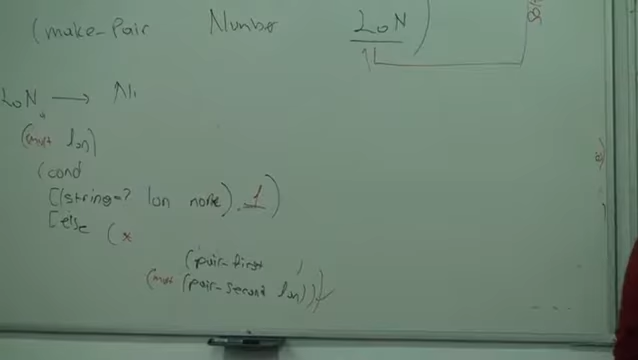 (make-Pair Number LoN)
LoN → N
(mult lon)
(cond
[(string=? lon none) 1)
[else (*
(pair-first )
(mult (pair-second lon)))